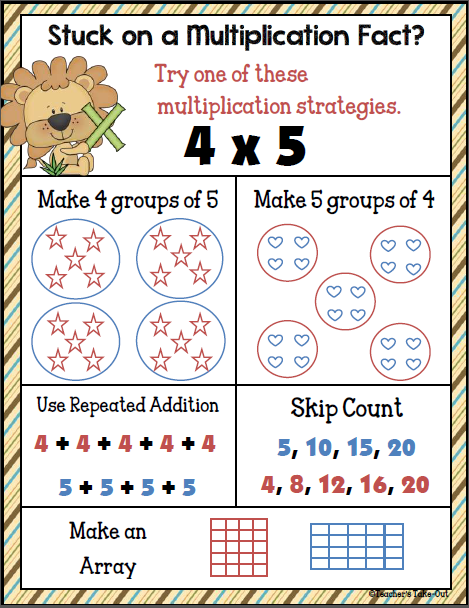 Stuck on a Multiplication Fact?
Try one of these
multiplication strategies.
4 x 5
Make 4 groups of 5
Make 5 groups of 4
Use Repeated Addition
4 + 4 + 4 + 4 + 4
5 + 5 + 5 + 5
Skip Count
5, 10, 15, 20
4, 8, 12, 16, 20
Make an
Array
©Teacher's Take-Out